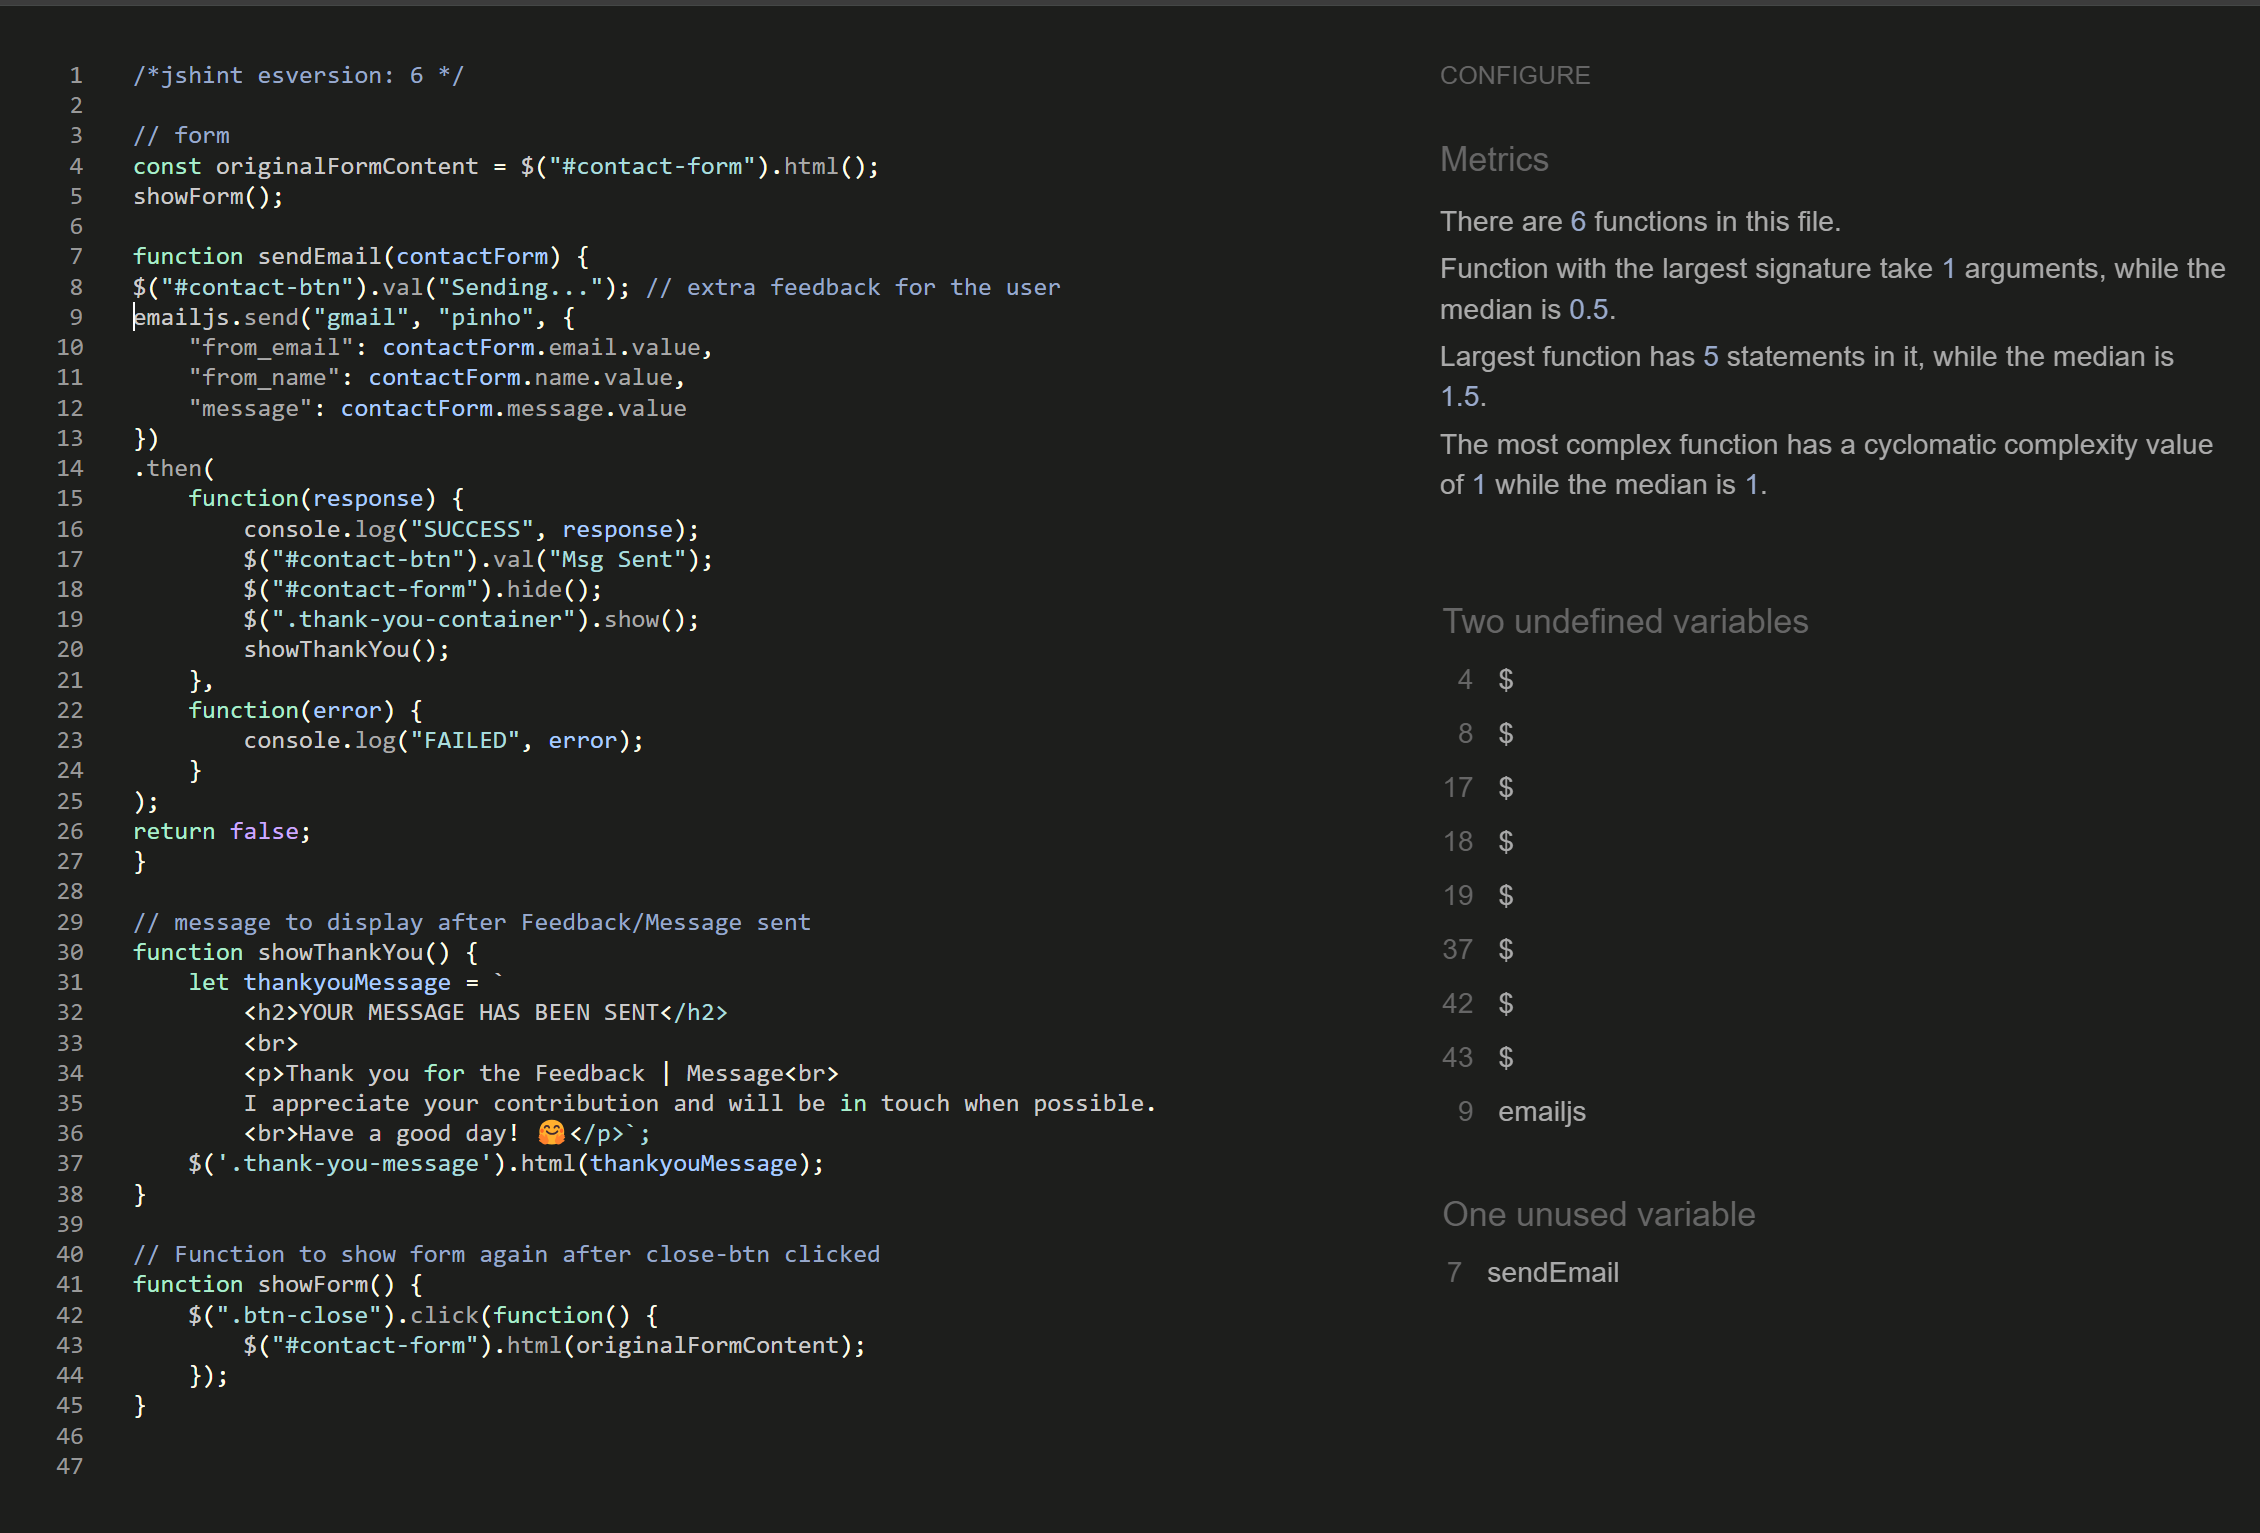 1 /*jshint esversion: 6 */
2
3 // form
4 const originalFormContent = $("#contact-form").html();
5 showForm();
6
7 function sendEmail(contactForm) {
8 $("#contact-btn").val("Sending..."); // extra feedback for the user
9 emailjs.send("gmail", "pinho", {
10     "from_email": contactForm.email.value,
11     "from_name": contactForm.name.value,
12     "message": contactForm.message.value
13 })
14 .then(
15     function(response) {
16         console.log("SUCCESS", response);
17         $("#contact-btn").val("Msg Sent");
18         $("#contact-form").hide();
19         $(".thank-you-container").show();
20         showThankYou();
21     },
22     function(error) {
23         console.log("FAILED", error);
24     }
25 );
26 return false;
27 }
28
29 // message to display after Feedback/Message sent
30 function showThankYou() {
31     let thankyouMessage = `
32         <h2>YOUR MESSAGE HAS BEEN SENT</h2>
33         <br>
34         <p>Thank you for the Feedback | Message<br>
35         I appreciate your contribution and will be in touch when possible.
36         <br>Have a good day! 🤗</p>`;
37     $('.thank-you-message').html(thankyouMessage);
38 }
39
40 // Function to show form again after close-btn clicked
41 function showForm() {
42     $(".btn-close").click(function() {
43         $("#contact-form").html(originalFormContent);
44     });
45 }
46
47
CONFIGURE
Metrics
There are 6 functions in this file.
Function with the largest signature take 1 arguments, while the
median is 0.5.
Largest function has 5 statements in it, while the median is
1.5.
The most complex function has a cyclomatic complexity value
of 1 while the median is 1.
Two undefined variables
4 $
8 $
17 $
18 $
19 $
37 $
42 $
43 $
9 emailjs
One unused variable
7 sendEmail